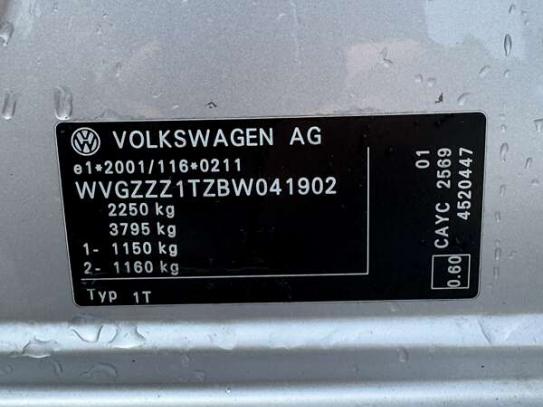 VOLKSWAGEN AG
e1*2001/116*0211
WVGZZZ1TZBW041902
2250 kg
3795 kg
1- 1150 kg
2- 1160 kg
Typ 1T
01
0.60 CAYC 2569
4520447